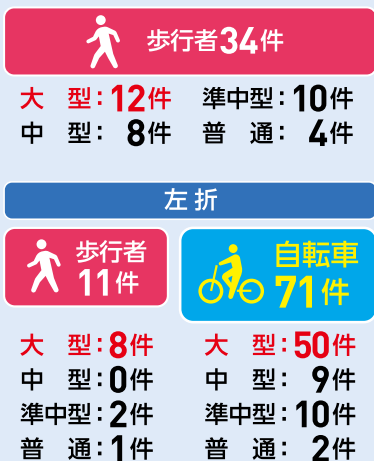 歩行者34件
大 型：12件 準中型：10件
中 型： 8件 普 通： 4件
左折
歩行者
11件
自転車
71件
大 型：8件 大 型：50件
中 型：0件 中 型： 9件
準中型：2件 準中型：10件
普 通：1件 普 通： 2件